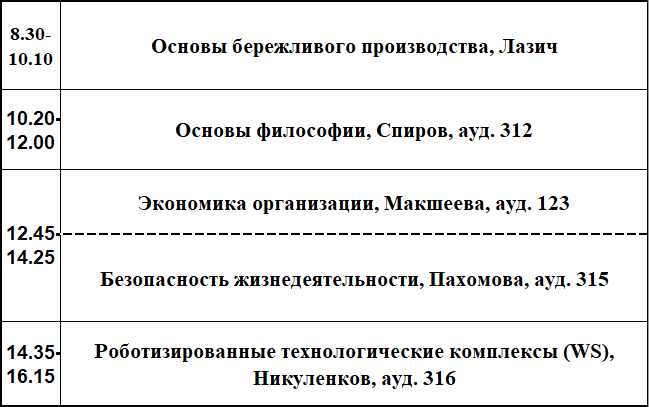 8.30-
10.10
Основы бережливого производства, Лазич
10.20-
12.00
Основы философии, Спиров, ауд. 312
Экономика организации, Макшеева, ауд. 123
12.45-
14.25
Безопасность жизнедеятельности, Пахомова, ауд. 315
14.35-
16.15
Роботизированные технологические комплексы (WS),
Никуленков, ауд. 316